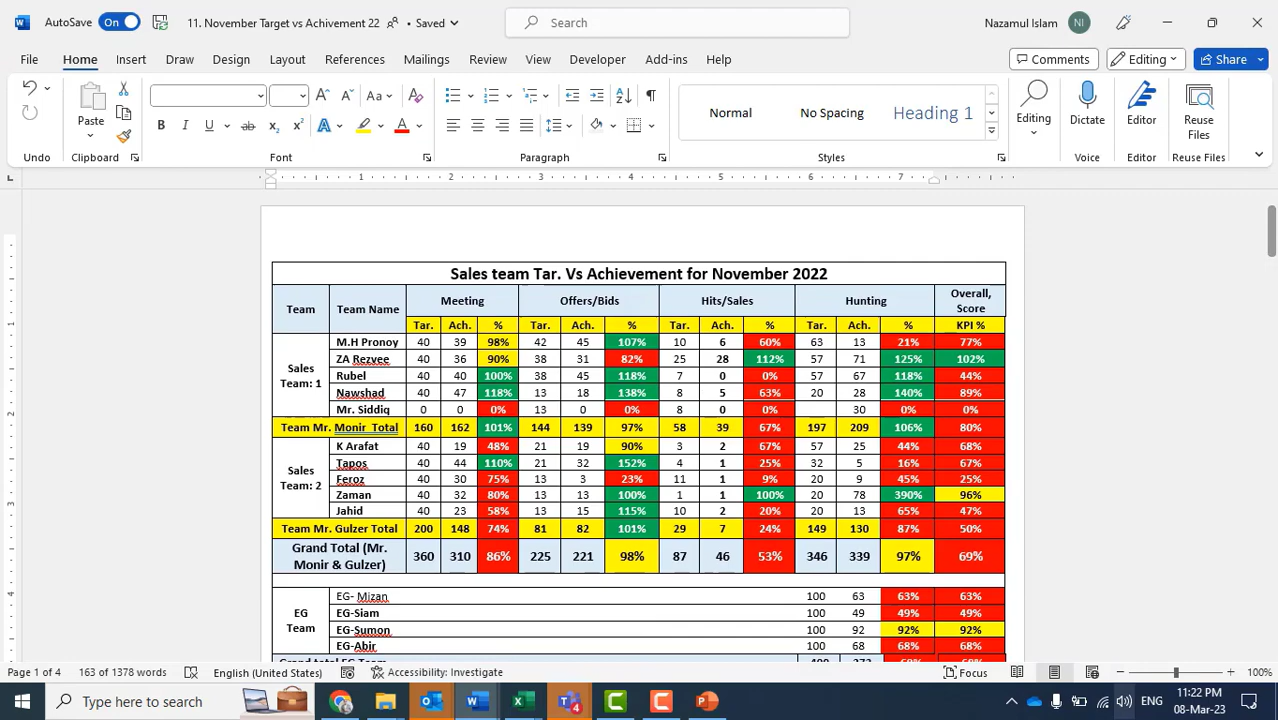 AutoSave On 11. November Target vs Achivement 22 • Saved Search Nazamul Islam NI
File Home Insert Draw Design Layout References Mailings Review View Developer Add-ins Help Comments Editing Share
Paste Aa A Normal No Spacing Heading 1 Editing Dictate Editor Reuse Files
B I U ab x₂ x² A A
Undo Clipboard Font Paragraph Styles Voice Editor Reuse Files
1 2 3 4 5 6 7
Sales team Tar. Vs Achievement for November 2022
Team Team Name Meeting Offers/Bids Hits/Sales Hunting Overall, Score
Tar. Ach. % Tar. Ach. % Tar. Ach. % Tar. Ach. % KPI %
Sales Team: 1
M.H Pronoy 40 39 98% 42 45 107% 10 6 60% 63 13 21% 77%
ZA Rezvee 40 36 90% 38 31 82% 25 28 112% 57 71 125% 102%
Rubel 40 40 100% 38 45 118% 7 0 0% 57 67 118% 44%
Nawshad 40 47 118% 13 18 138% 8 5 63% 20 28 140% 89%
Mr. Siddiq 0 0 0% 13 0 0% 8 0 0% 30 0% 0%
Team Mr. Monir Total 160 162 101% 144 139 97% 58 39 67% 197 209 106% 80%
Sales Team: 2
K Arafat 40 19 48% 21 19 90% 3 2 67% 57 25 44% 68%
Tapos 40 44 110% 21 32 152% 4 1 25% 32 5 16% 67%
Feroz 40 30 75% 13 3 23% 11 1 9% 20 9 45% 25%
Zaman 40 32 80% 13 13 100% 1 1 100% 20 78 390% 96%
Jahid 40 23 58% 13 15 115% 10 2 20% 20 13 65% 47%
Team Mr. Gulzer Total 200 148 74% 81 82 101% 29 7 24% 149 130 87% 50%
Grand Total (Mr. Monir & Gulzer) 360 310 86% 225 221 98% 87 46 53% 346 339 97% 69%
EG Team
EG- Mizan 100 63 63% 63%
EG-Siam 100 49 49% 49%
EG-Sumon 100 92 92% 92%
EG-Abir 100 68 68% 68%
Grand total EG Team
Page 1 of 4 163 of 1378 words English (United States) Accessibility: Investigate Focus 100%
Type here to search 4 ENG 11:22 PM
08-Mar-23